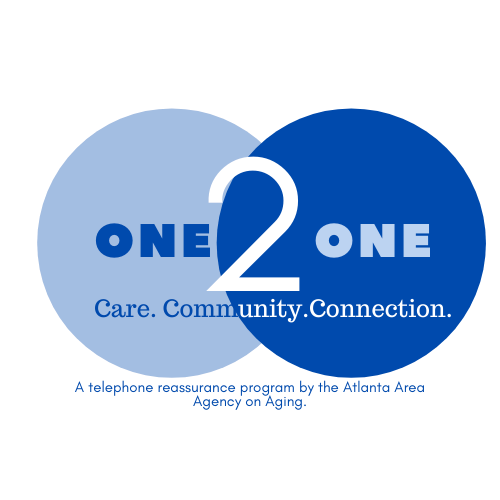 ONE 2 ONE
Care. Community.Connection.
A telephone reassurance program by the Atlanta Area
Agency on Aging.